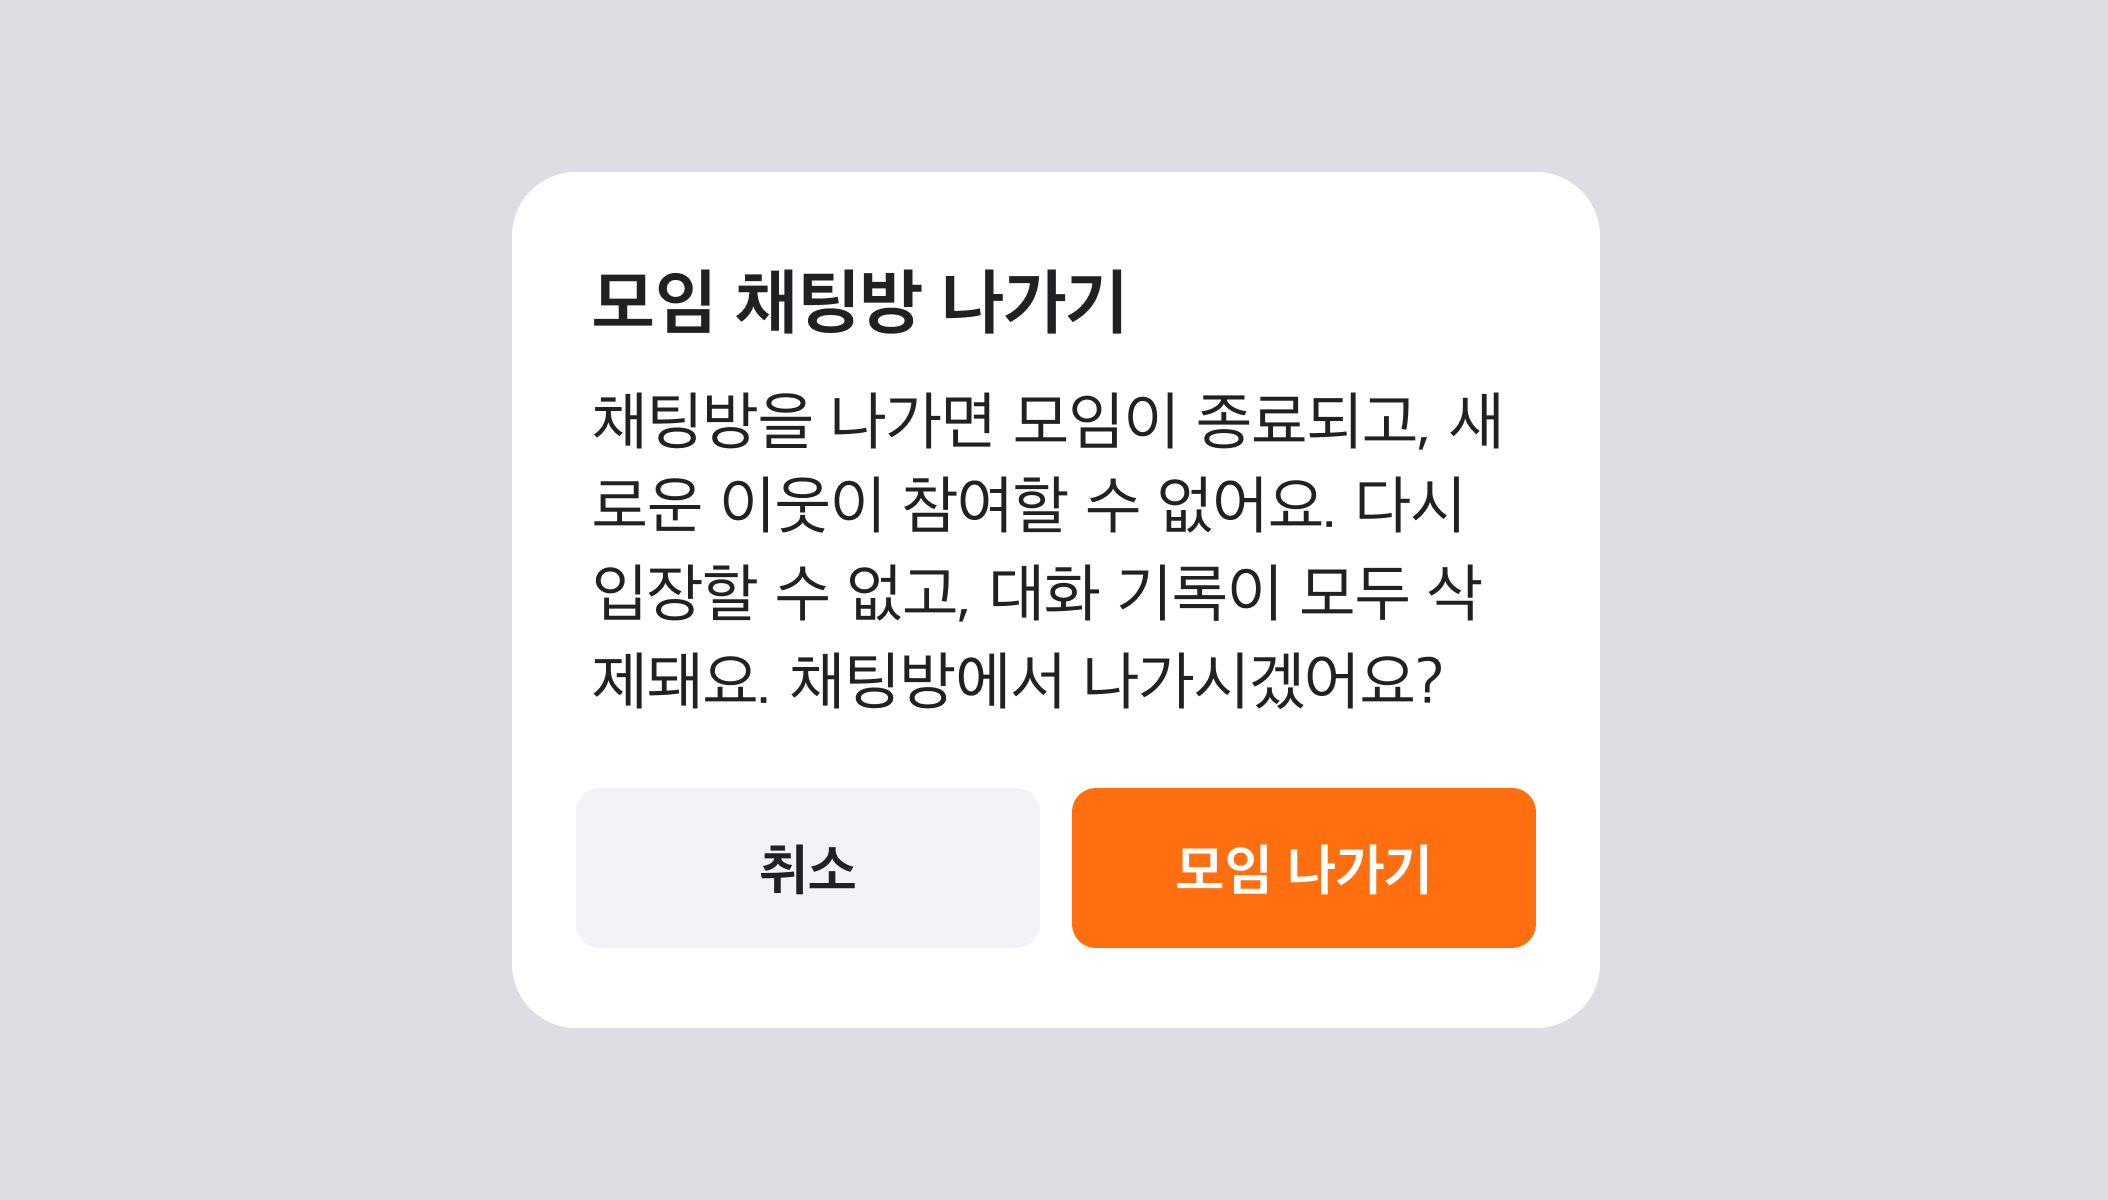 모임 채팅방 나가기
채팅방을 나가면 모임이 종료되고, 새
로운 이웃이 참여할 수 없어요. 다시
입장할 수 없고, 대화 기록이 모두 삭
제돼요. 채팅방에서 나가시겠어요?
취소
모임 나가기